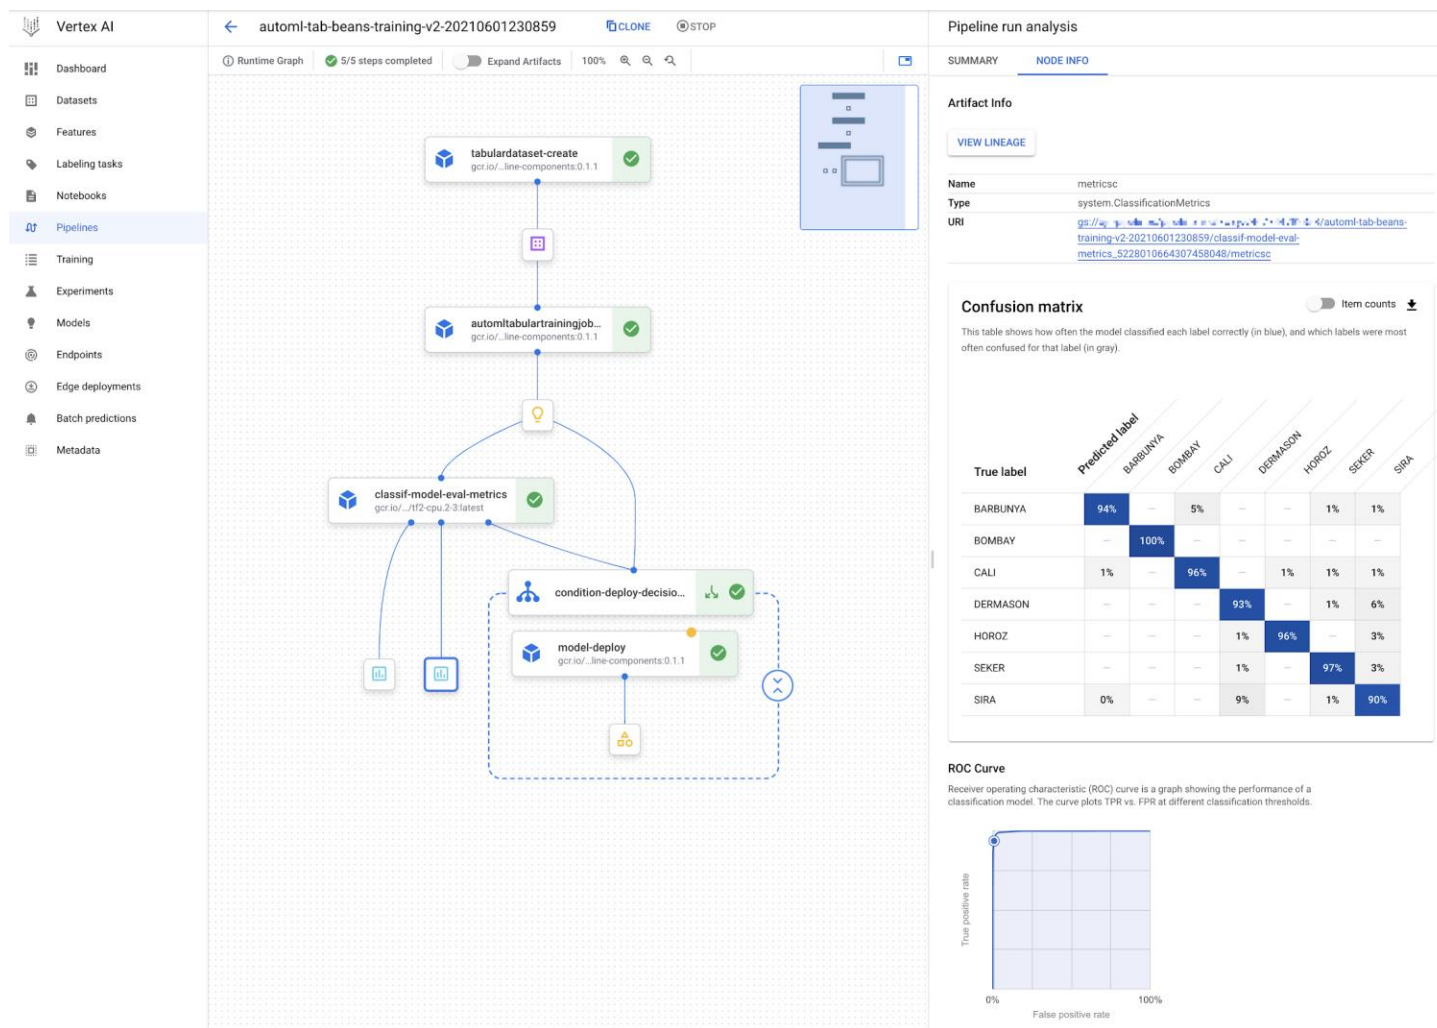 Vertex AI
Dashboard
Datasets
Features
Labeling tasks
Notebooks
Pipelines
Training
Experiments
Models
Endpoints
Edge deployments
Batch predictions
Metadata
automl-tab-beans-training-v2-20210601230859
CLONE
STOP
Runtime Graph
5/5 steps completed
Expand Artifacts
100%
tabulardataset-create
gcr.io/...line-components:0.1.1
automltabulartrainingjob...
gcr.io/...line-components:0.1.1
classif-model-eval-metrics
gcr.io/.../tf2-cpu.2-3:latest
condition-deploy-decisio...
model-deploy
gcr.io/...line-components:0.1.1
Pipeline run analysis
SUMMARY NODE INFO
Artifact Info
VIEW LINEAGE
Name metricsc
Type system.ClassificationMetrics
URI gs:// /automl-tab-beans-
training-v2-20210601230859/classif-model-eval-
metrics_5228010664307458048/metricsc
Confusion matrix
Item counts
This table shows how often the model classified each label correctly (in blue), and which labels were most
often confused for that label (in gray).
True label Predicted label BARBUNYA BOMBAY CALI DERMASON HOROZ SEKER SIRA
BARBUNYA 94% – 5% – – 1% 1%
BOMBAY – 100% – – – – –
CALI 1% – 96% – 1% 1% 1%
DERMASON – – – 93% – 1% 6%
HOROZ – – – 1% 96% – 3%
SEKER – – – 1% – 97% 3%
SIRA 0% – – 9% – 1% 90%
ROC Curve
Receiver operating characteristic (ROC) curve is a graph showing the performance of a
classification model. The curve plots TPR vs. FPR at different classification thresholds.
True positive rate
0% 100%
False positive rate